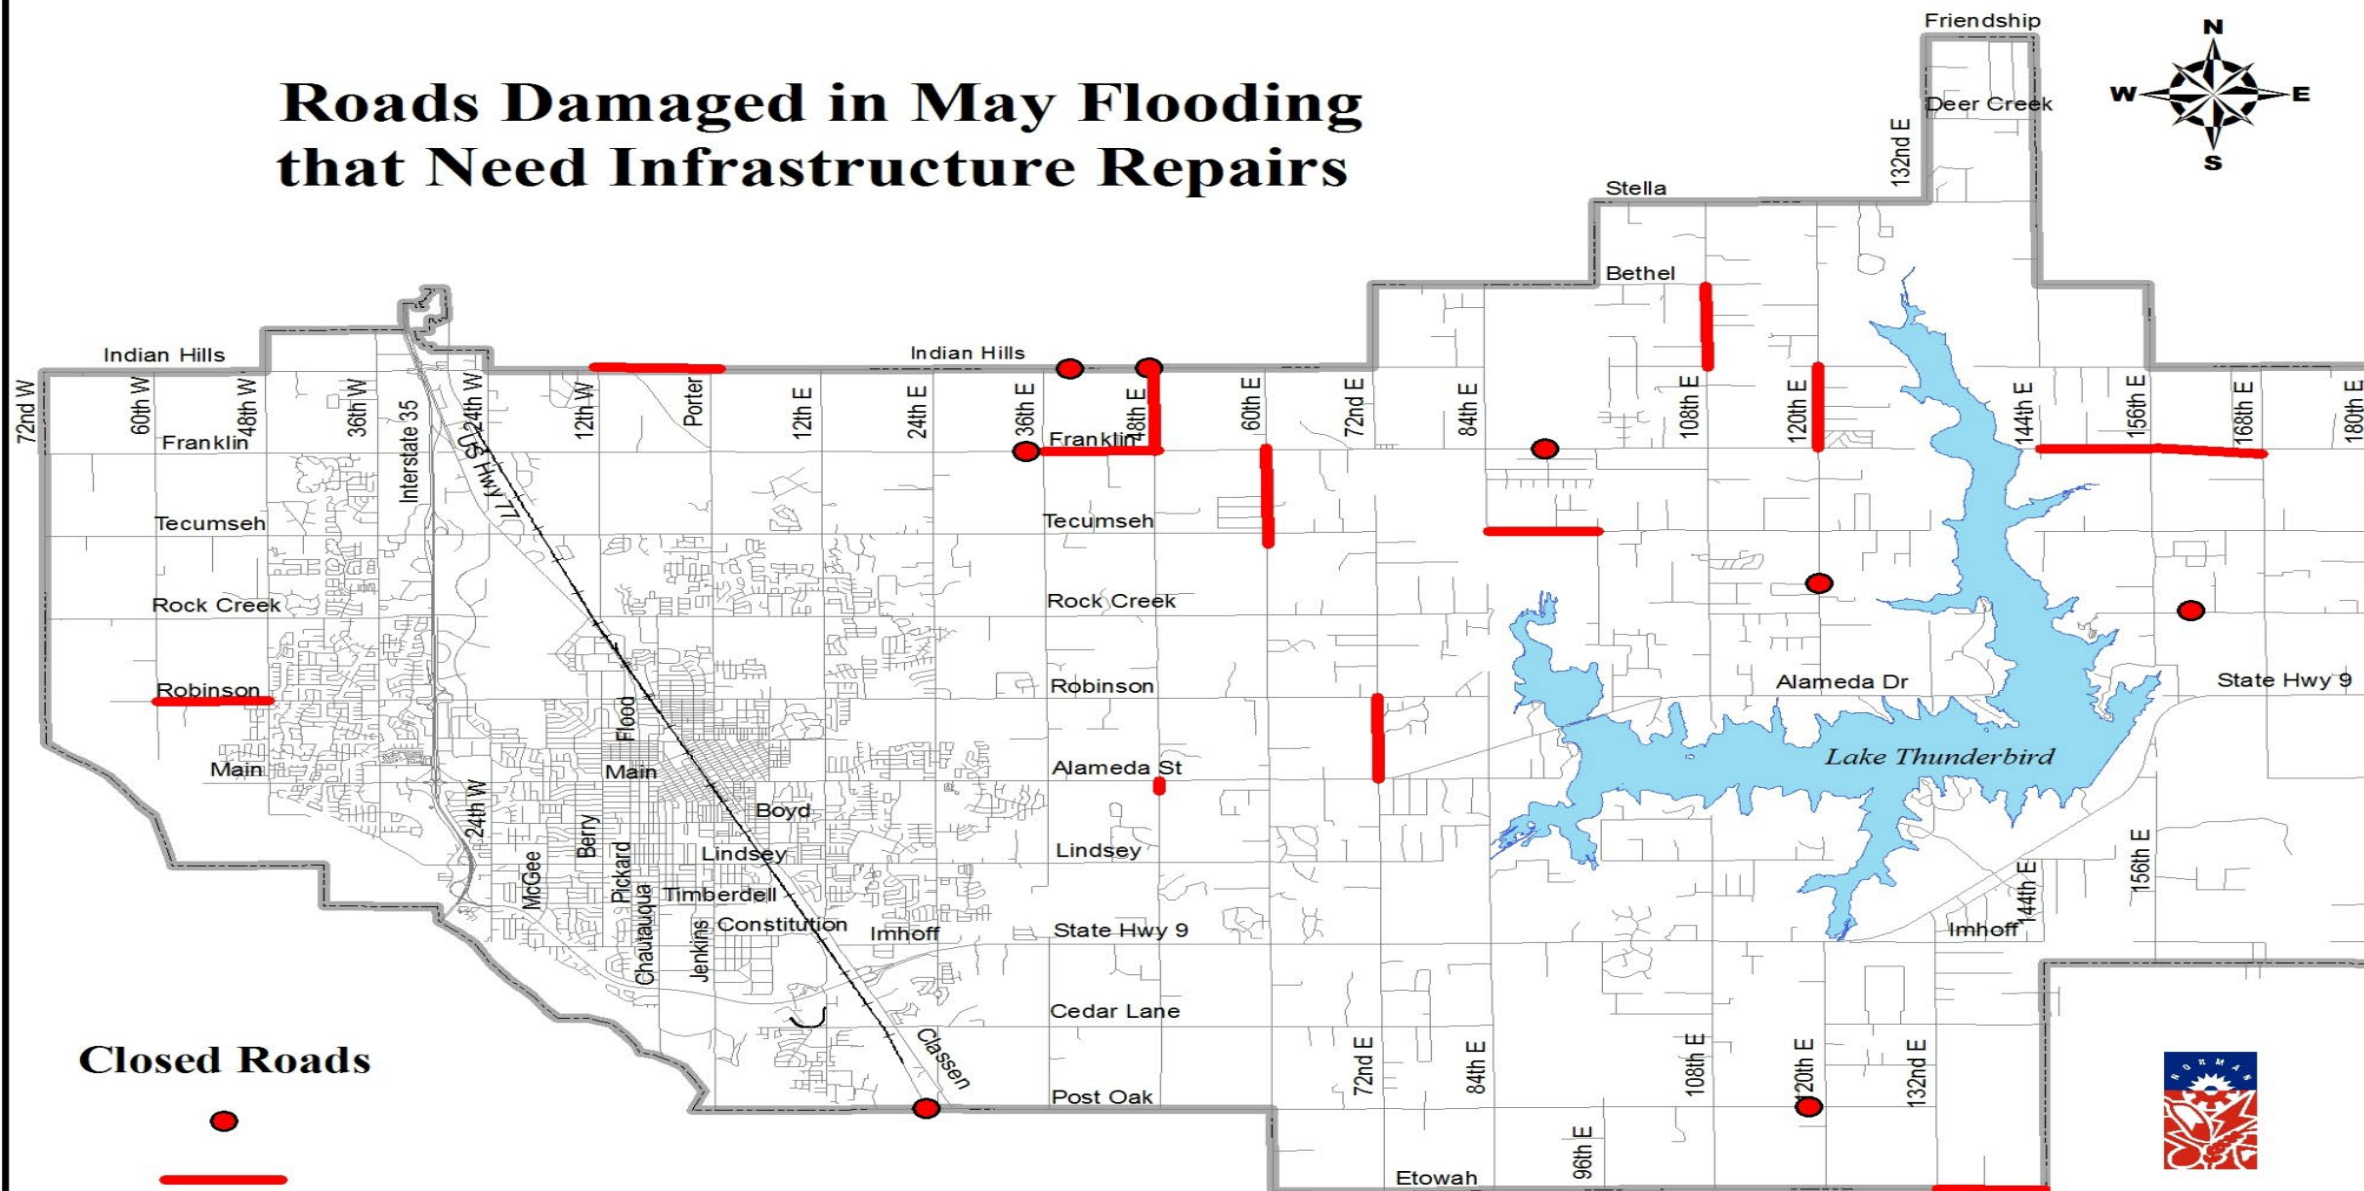 Roads Damaged in May Flooding
that Need Infrastructure Repairs
Friendship
N
W
E
S
Deer Creek
132nd E
Stella
Bethel
Indian Hills
Indian Hills
72nd W
60th W
48th W
36th W
Interstate 35
24th W
US Hwy 77
12th W
Porter
12th E
24th E
36th E
48th E
60th E
72nd E
84th E
108th E
120th E
144th E
156th E
168th E
180th E
Franklin
Franklin
Tecumseh
Tecumseh
Rock Creek
Rock Creek
Robinson
Robinson
Alameda Dr
State Hwy 9
Flood
Main
Main
Alameda St
Lake Thunderbird
24th W
Boyd
Berry
Lindsey
Lindsey
McGee
Pickard
Chautauqua
Timberdell
Jenkins
Constitution
Imhoff
State Hwy 9
156th E
144th E
Imhoff
Cedar Lane
Classen
Post Oak
72nd E
84th E
108th E
120th E
132nd E
96th E
Etowah
Closed Roads
NORMAN